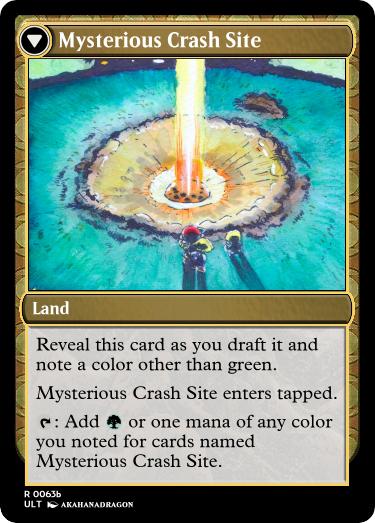 Mysterious Crash Site
Land
Reveal this card as you draft it and
note a color other than green.
Mysterious Crash Site enters tapped.
: Add or one mana of any color
you noted for cards named
Mysterious Crash Site.
R 0063b
ULT AKAHANADRAGON